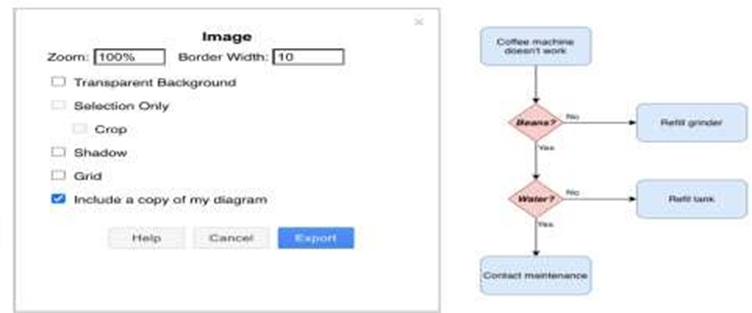 ×
Image
Zoom: 100% Border Width: 10
Transparent Background
Selection Only
Crop
Shadow
Grid
Include a copy of my diagram
Help Cancel Export
Coffee machine
doesn't work
Beans?
No
Refill grinder
Yes
Water?
No
Refill tank
Yes
Contact maintenance